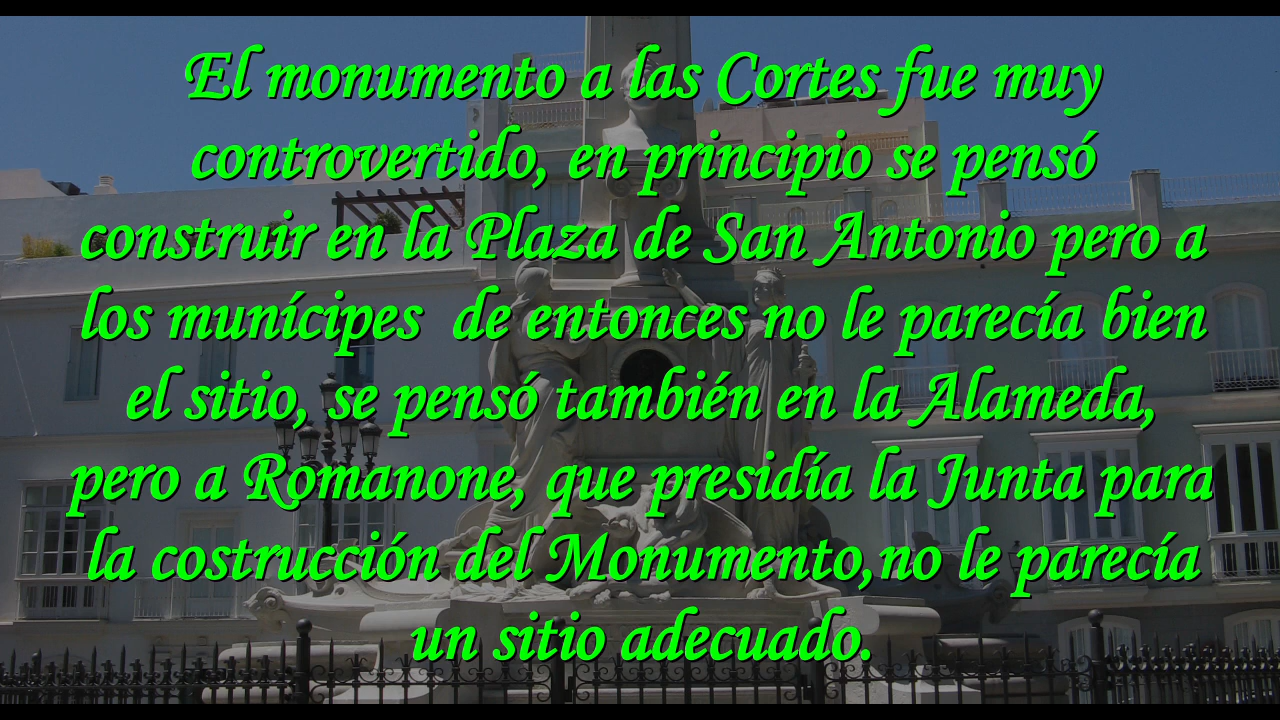 El monumento a las Cortes fue muy
controvertido, en principio se pensó
construir en la Plaza de San Antonio pero a
los munícipes  de entonces no le parecía bien
el sitio, se pensó también en la Alameda,
pero a Romanone, que presidía la Junta para
la costrucción del Monumento,no le parecía
un sitio adecuado.